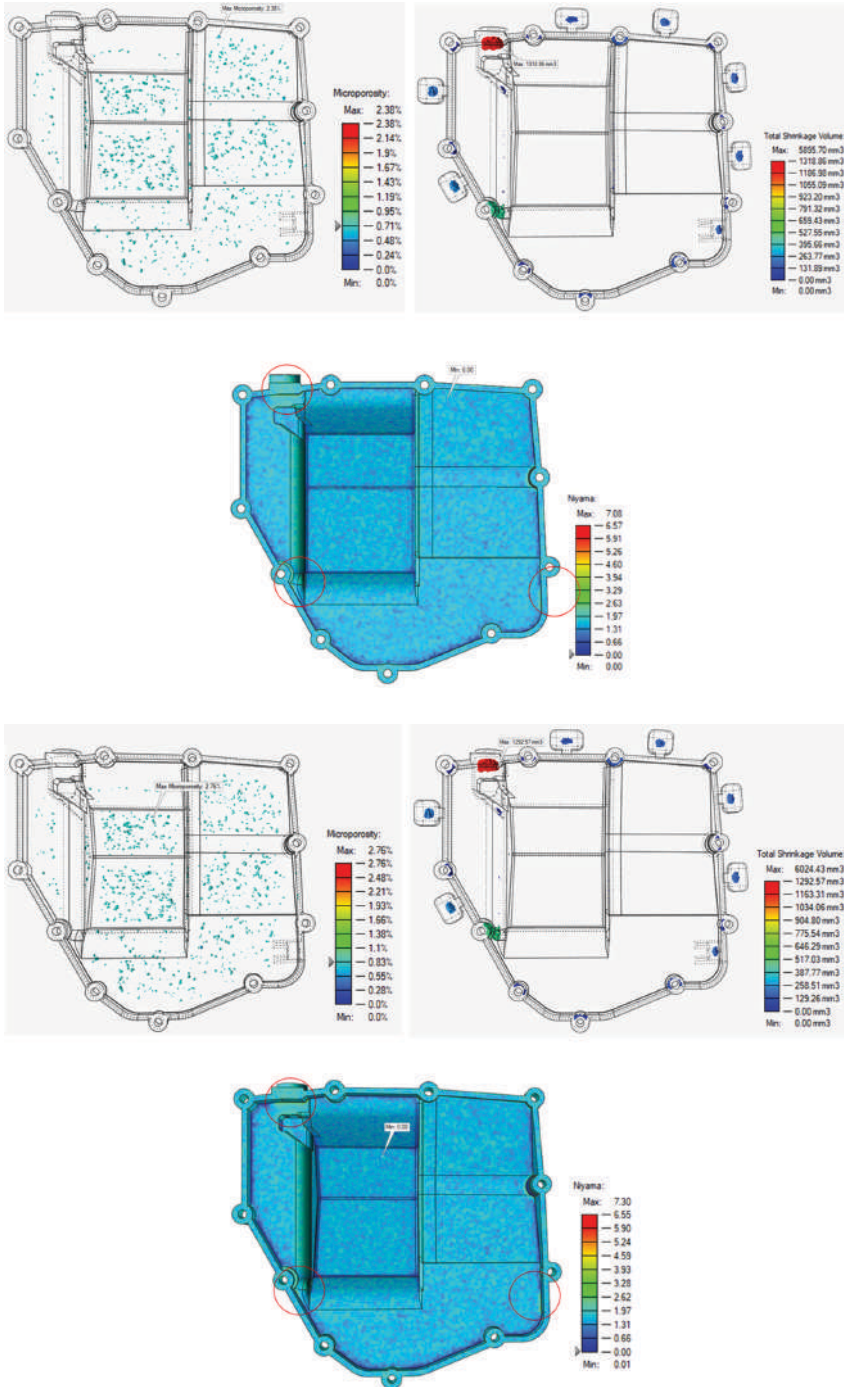 Max Microporosity: 2.38%
Microporosity:
Max: 2.38%
2.38%
2.14%
1.9%
1.67%
1.43%
1.19%
0.95%
0.71%
0.48%
0.24%
0.0%
Min: 0.0%
Total Shrinkage Volume
Max: 5855.70 mm3
1318.86 mm3
1186.98 mm3
1055.09 mm3
923.20 mm3
791.32 mm3
659.43 mm3
527.55 mm3
395.66 mm3
263.77 mm3
131.89 mm3
0.00 mm3
Min: 0.00 mm3
Min: 0.00
Niyama:
Max: 7.08
6.57
5.91
5.26
4.60
3.94
3.29
2.63
1.97
1.31
0.66
0.00
Min: 0.00
Max Microporosity: 2.76%
Microporosity:
Max: 2.76%
2.76%
2.48%
2.21%
1.93%
1.66%
1.38%
1.1%
0.83%
0.55%
0.28%
0.0%
Min: 0.0%
Max: 1292.57 mm3
Total Shrinkage Volume
Max: 6024.43 mm3
1292.57 mm3
1163.31 mm3
1034.06 mm3
904.80 mm3
775.54 mm3
646.29 mm3
517.03 mm3
387.77 mm3
258.51 mm3
129.26 mm3
0.00 mm3
Min: 0.00 mm3
Niyama:
Max: 7.30
6.55
5.90
5.24
4.59
3.93
3.28
2.62
1.97
1.31
0.66
0.00
Min: 0.01